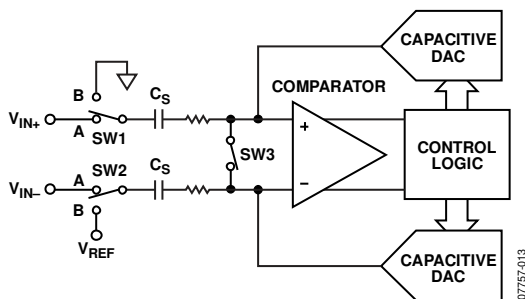 CAPACITIVE
DAC
COMPARATOR
B
CS
VIN+
A
SW1
+
SW3
CONTROL
LOGIC
CS
SW2
VIN–
A
–
B
VREF
CAPACITIVE
DAC
07757-013